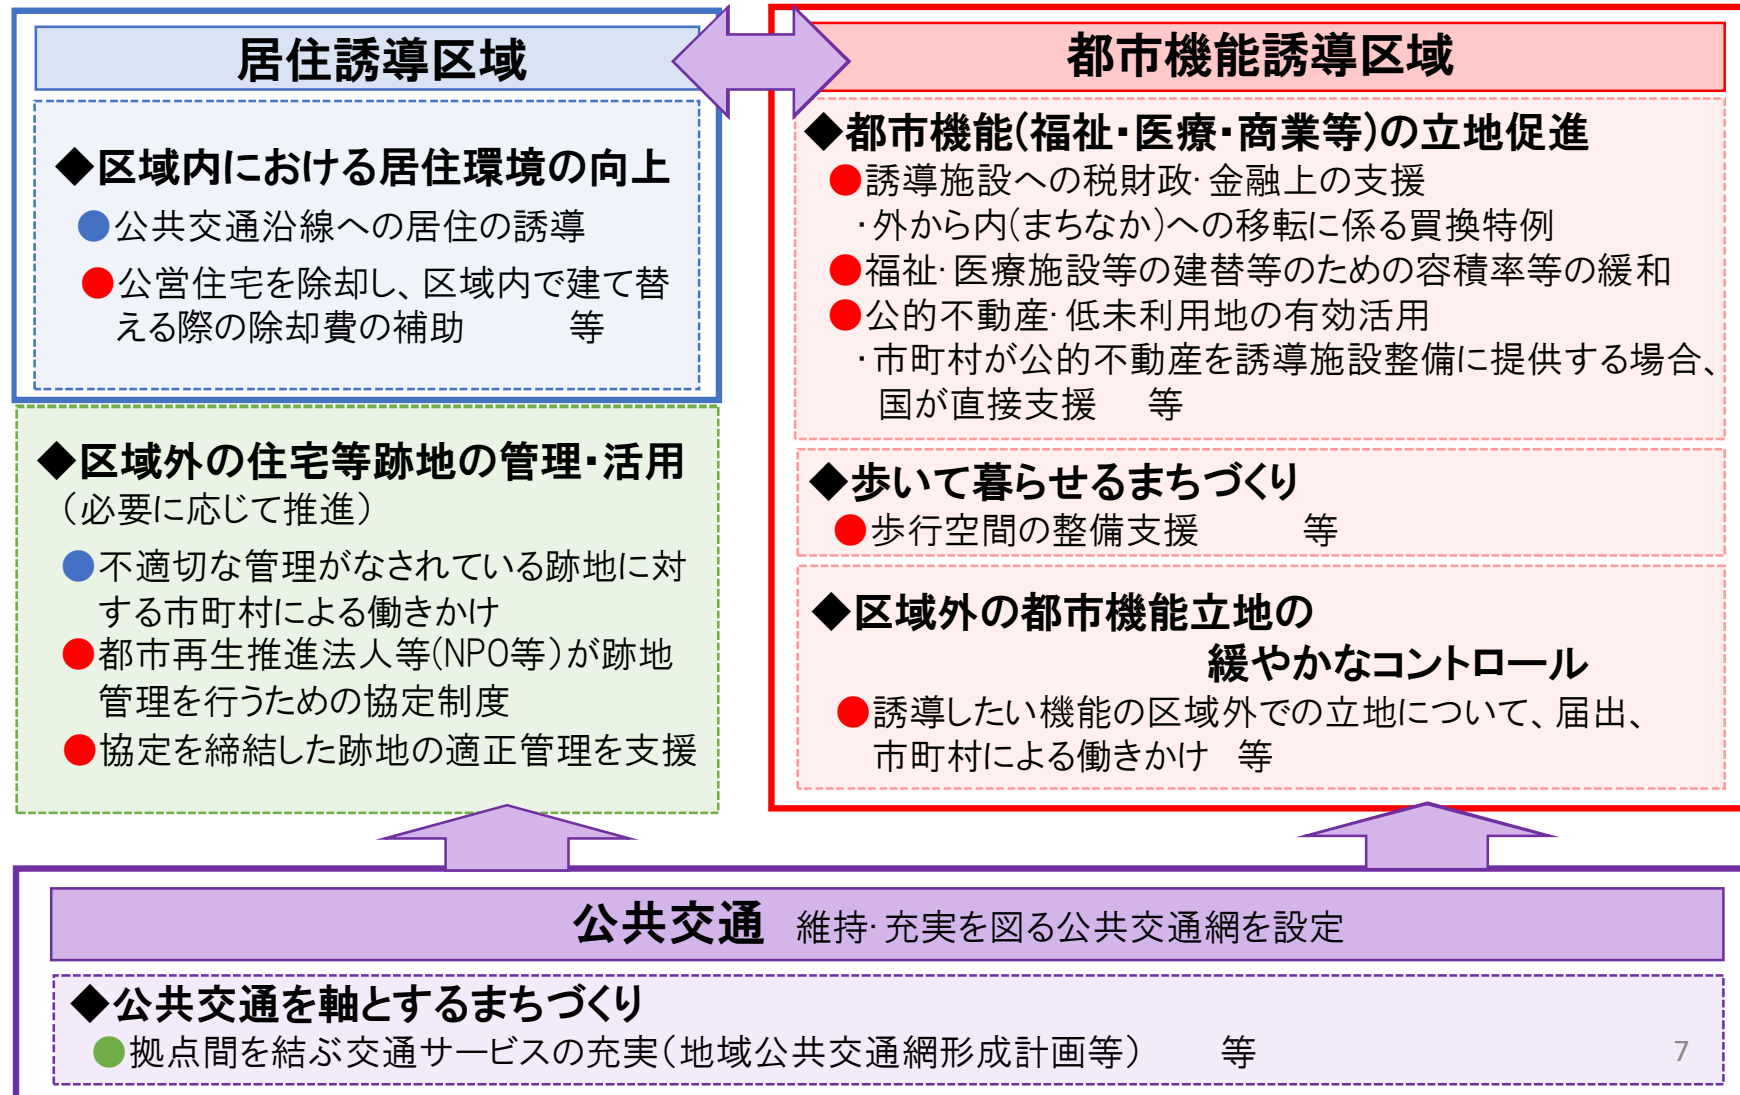 居住誘導区域
◆区域内における居住環境の向上
●公共交通沿線への居住の誘導
●公営住宅を除却し、区域内で建て替
える際の除却費の補助　　　等
◆区域外の住宅等跡地の管理・活用
（必要に応じて推進）
●不適切な管理がなされている跡地に対
する市町村による働きかけ
●都市再生推進法人等(NPO等）が跡地
管理を行うための協定制度
●協定を締結した跡地の適正管理を支援
都市機能誘導区域
◆都市機能(福祉・医療・商業等)の立地促進
●誘導施設への税財政・金融上の支援
・外から内(まちなか)への移転に係る買換特例
●福祉・医療施設等の建替等のための容積率等の緩和
●公的不動産・低未利用地の有効活用
・市町村が公的不動産を誘導施設整備に提供する場合、
国が直接支援　等
◆歩いて暮らせるまちづくり
●歩行空間の整備支援　　　等
◆区域外の都市機能立地の
緩やかなコントロール
●誘導したい機能の区域外での立地について、届出、
市町村による働きかけ　等
公共交通　維持・充実を図る公共交通網を設定
◆公共交通を軸とするまちづくり
●拠点間を結ぶ交通サービスの充実（地域公共交通網形成計画等）　　等
7